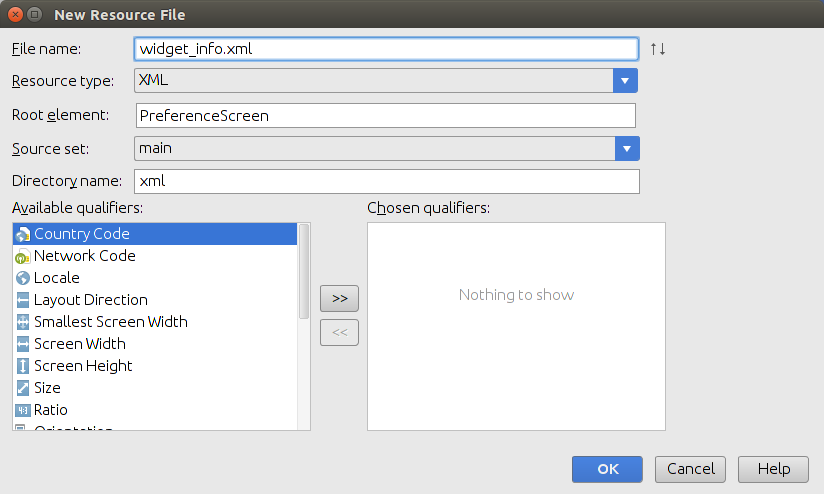 New Resource File
File name: widget_info.xml ↑↓
Resource type: XML
Root element: PreferenceScreen
Source set: main
Directory name: xml
Available qualifiers: Chosen qualifiers:
Country Code
Network Code
Locale
Layout Direction
Smallest Screen Width
Screen Width
Screen Height
Size
Ratio
Orientation
>>
<<
Nothing to show
OK Cancel Help